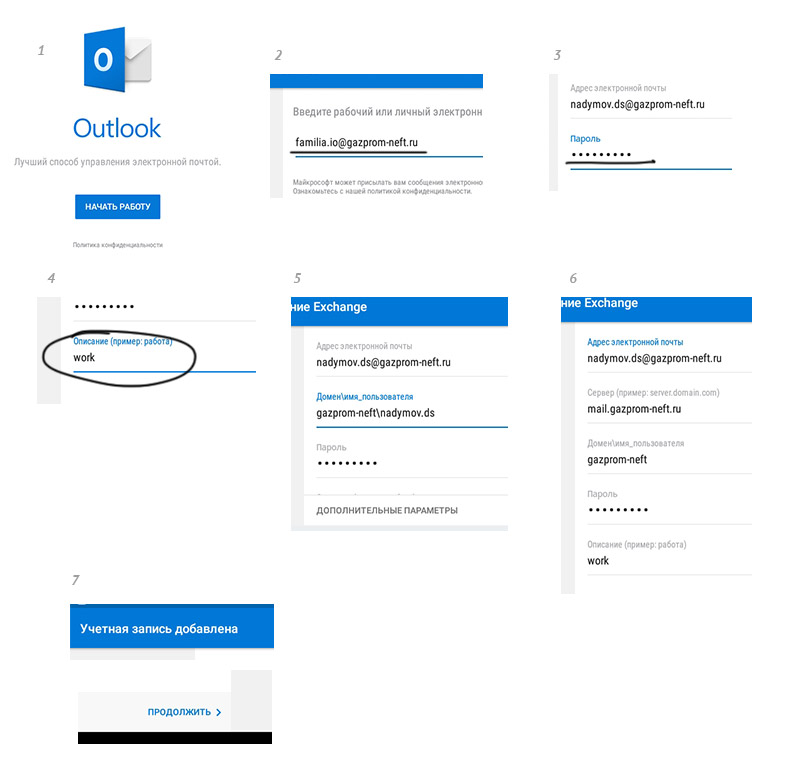 1
O
Outlook
Лучший способ управления электронной почтой.
НАЧАТЬ РАБОТУ
Политика конфиденциальности
2
Введите рабочий или личный электронн
familia.io@gazprom-neft.ru
Майкрософт может присылать вам сообщения электронно
Ознакомьтесь с нашей политикой конфиденциальности.
3
Адрес электронной почты
nadymov.ds@gazprom-neft.ru
Пароль
•••••••••
4
•••••••••
Описание (пример: работа)
work
5
ние Exchange
Адрес электронной почты
nadymov.ds@gazprom-neft.ru
Домен\имя_пользователя
gazprom-neft\nadymov.ds
Пароль
•••••••••
ДОПОЛНИТЕЛЬНЫЕ ПАРАМЕТРЫ
6
ние Exchange
Адрес электронной почты
nadymov.ds@gazprom-neft.ru
Сервер (пример: server.domain.com)
mail.gazprom-neft.ru
Домен\имя_пользователя
gazprom-neft
Пароль
•••••••••
Описание (пример: работа)
work
7
Учетная запись добавлена
ПРОДОЛЖИТЬ >